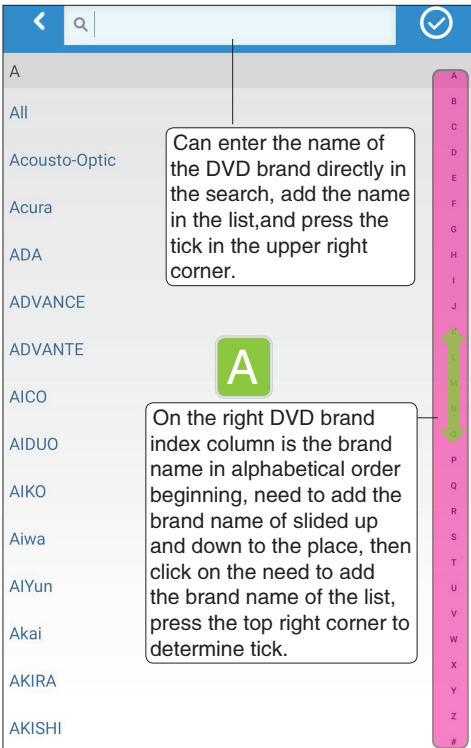 A
All
Acousto-Optic
Acura
ADA
ADVANCE
ADVANTE
AICO
AIDUO
AIKO
Aiwa
AIYun
Akai
AKIRA
AKISHI
Can enter the name of
the DVD brand directly in
the search, add the name
in the list,and press the
tick in the upper right
corner.
A
On the right DVD brand
index column is the brand
name in alphabetical order
beginning, need to add the
brand name of slided up
and down to the place, then
click on the need to add
the brand name of the list,
press the top right corner to
determine tick.
A
B
C
D
E
F
G
H
I
J
K
L
M
N
O
P
Q
R
S
T
U
V
W
X
Y
Z
#